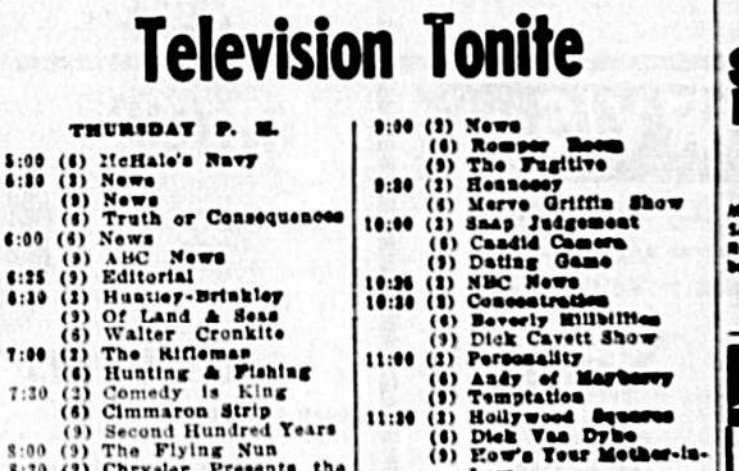 Television Tonite
THURSDAY P. M.
5:00 (6) McHale's Navy
5:30 (2) News
(9) News
(6) Truth or Consequences
6:00 (6) News
(9) ABC News
6:25 (9) Editorial
6:30 (2) Huntley-Brinkley
(9) Of Land & Seas
(6) Walter Cronkite
7:00 (2) The Rifleman
(6) Hunting & Fishing
7:30 (2) Comedy is King
(6) Cimmaron Strip
(9) Second Hundred Years
8:00 (9) The Flying Nun
8:30 (2) Chrysler Presents the
9:00 (2) News
(6) Romper Room
(9) The Fugitive
9:30 (2) Hennesey
(6) Merve Griffin Show
10:00 (2) Snap Judgement
(6) Candid Camera
(9) Dating Game
(2) NBC News
10:30 (2) Concentration
(6) Beverly Hillbillies
(9) Dick Cavett Show
11:00 (2) Personality
(6) Andy of Mayberry
(9) Temptation
11:30 (2) Hollywood Squares
(6) Dick Van Dyke
(9) How's Your Mother-in-